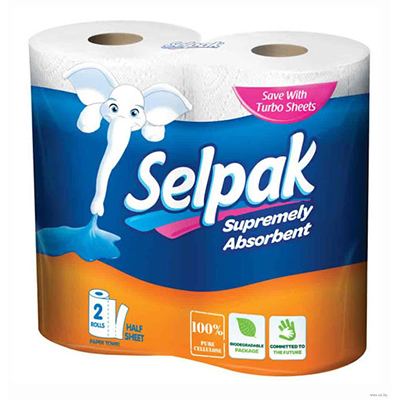 Save With
Turbo Sheets
Selpak
Supremely
Absorbent
2
ROLLS
HALF
SHEET
PAPER TOWEL
100%
PURE
CELLULOSE
BIODEGRADABLE
PACKAGE
COMMITTED TO
THE FUTURE